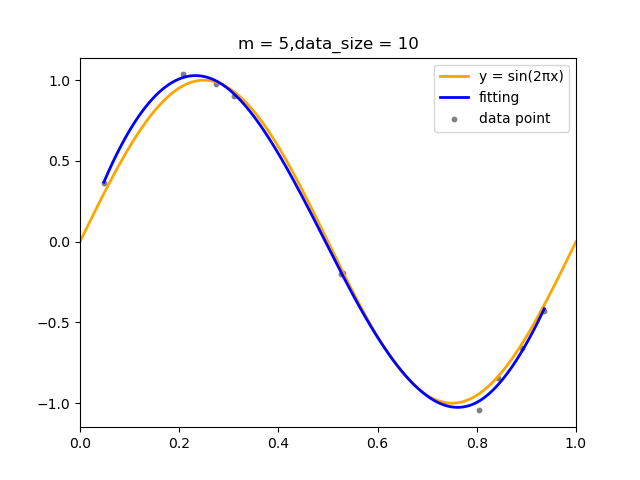 m = 5,data_size = 10
y = sin(2πx)
fitting
data point
1.0
0.5
0.0
−0.5
−1.0
0.0 0.2 0.4 0.6 0.8 1.0